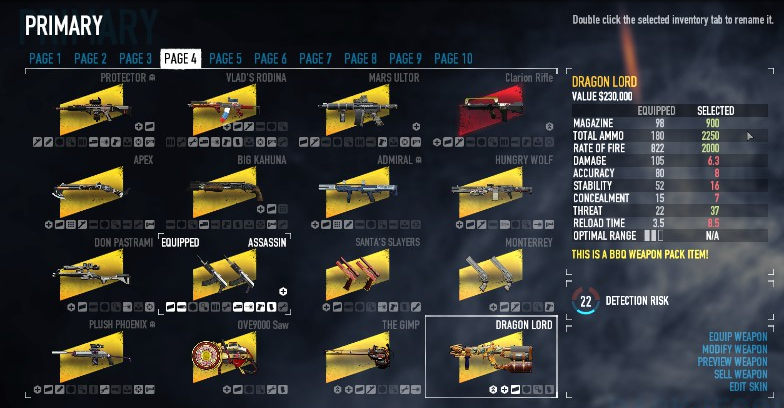 PRIMARY
Double click the selected inventory tab to rename it.
PAGE 1 PAGE 2 PAGE 3 PAGE 4 PAGE 5 PAGE 6 PAGE 7 PAGE 8 PAGE 9 PAGE 10
PROTECTOR VLAD'S RODINA MARS ULTOR Clarion Rifle
APEX BIG KAHUNA ADMIRAL HUNGRY WOLF
DON PASTRAMI EQUIPPED ASSASSIN SANTA'S SLAYERS MONTERREY
PLUSH PHOENIX OVE9000 Saw THE GIMP DRAGON LORD
DRAGON LORD
VALUE $230,000
EQUIPPED SELECTED
MAGAZINE 98 900
TOTAL AMMO 180 2250
RATE OF FIRE 822 2000
DAMAGE 105 6.3
ACCURACY 80 8
STABILITY 52 16
CONCEALMENT 15 7
THREAT 22 37
RELOAD TIME 3.5 8.5
OPTIMAL RANGE N/A
THIS IS A BBQ WEAPON PACK ITEM!
22 DETECTION RISK
EQUIP WEAPON
MODIFY WEAPON
PREVIEW WEAPON
SELL WEAPON
EDIT SKIN